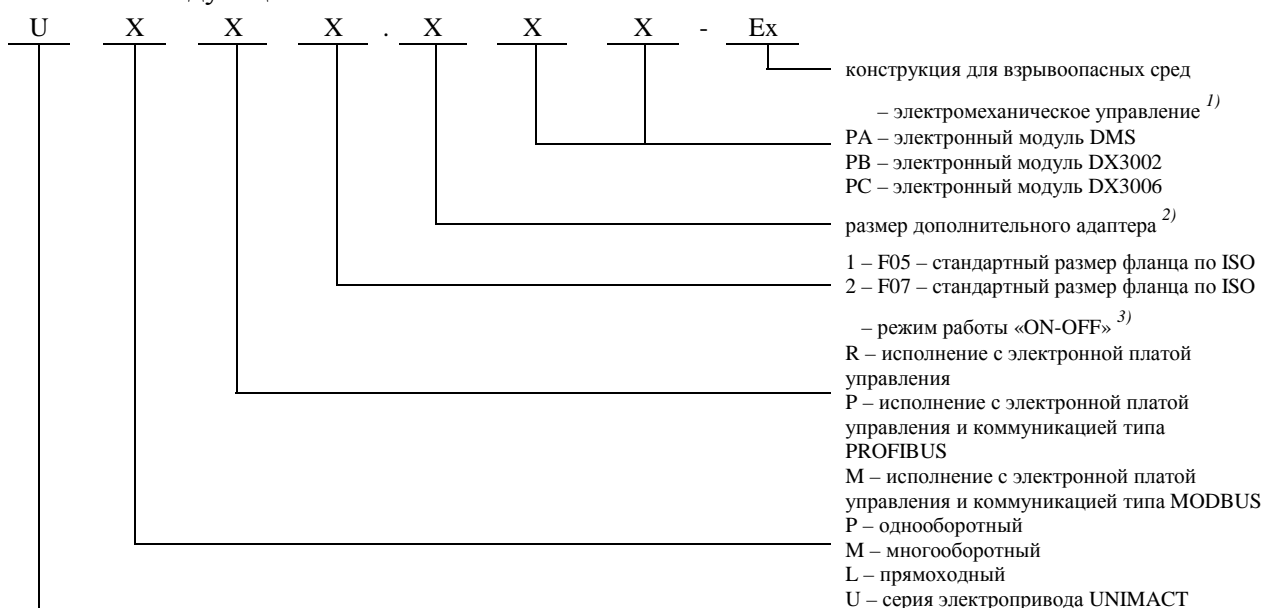 U X X X . X X X - Ex
конструкция для взрывоопасных сред
– электромеханическое управление 1)
PA – электронный модуль DMS
PB – электронный модуль DX3002
PC – электронный модуль DX3006
размер дополнительного адаптера 2)
1 – F05 – стандартный размер фланца по ISO
2 – F07 – стандартный размер фланца по ISO
– режим работы «ON-OFF» 3)
R – исполнение с электронной платой
управления
P – исполнение с электронной платой
управления и коммуникацией типа
PROFIBUS
M – исполнение с электронной платой
управления и коммуникацией типа MODBUS
P – однооборотный
M – многооборотный
L – прямоходный
U – серия электропривода UNIMACT